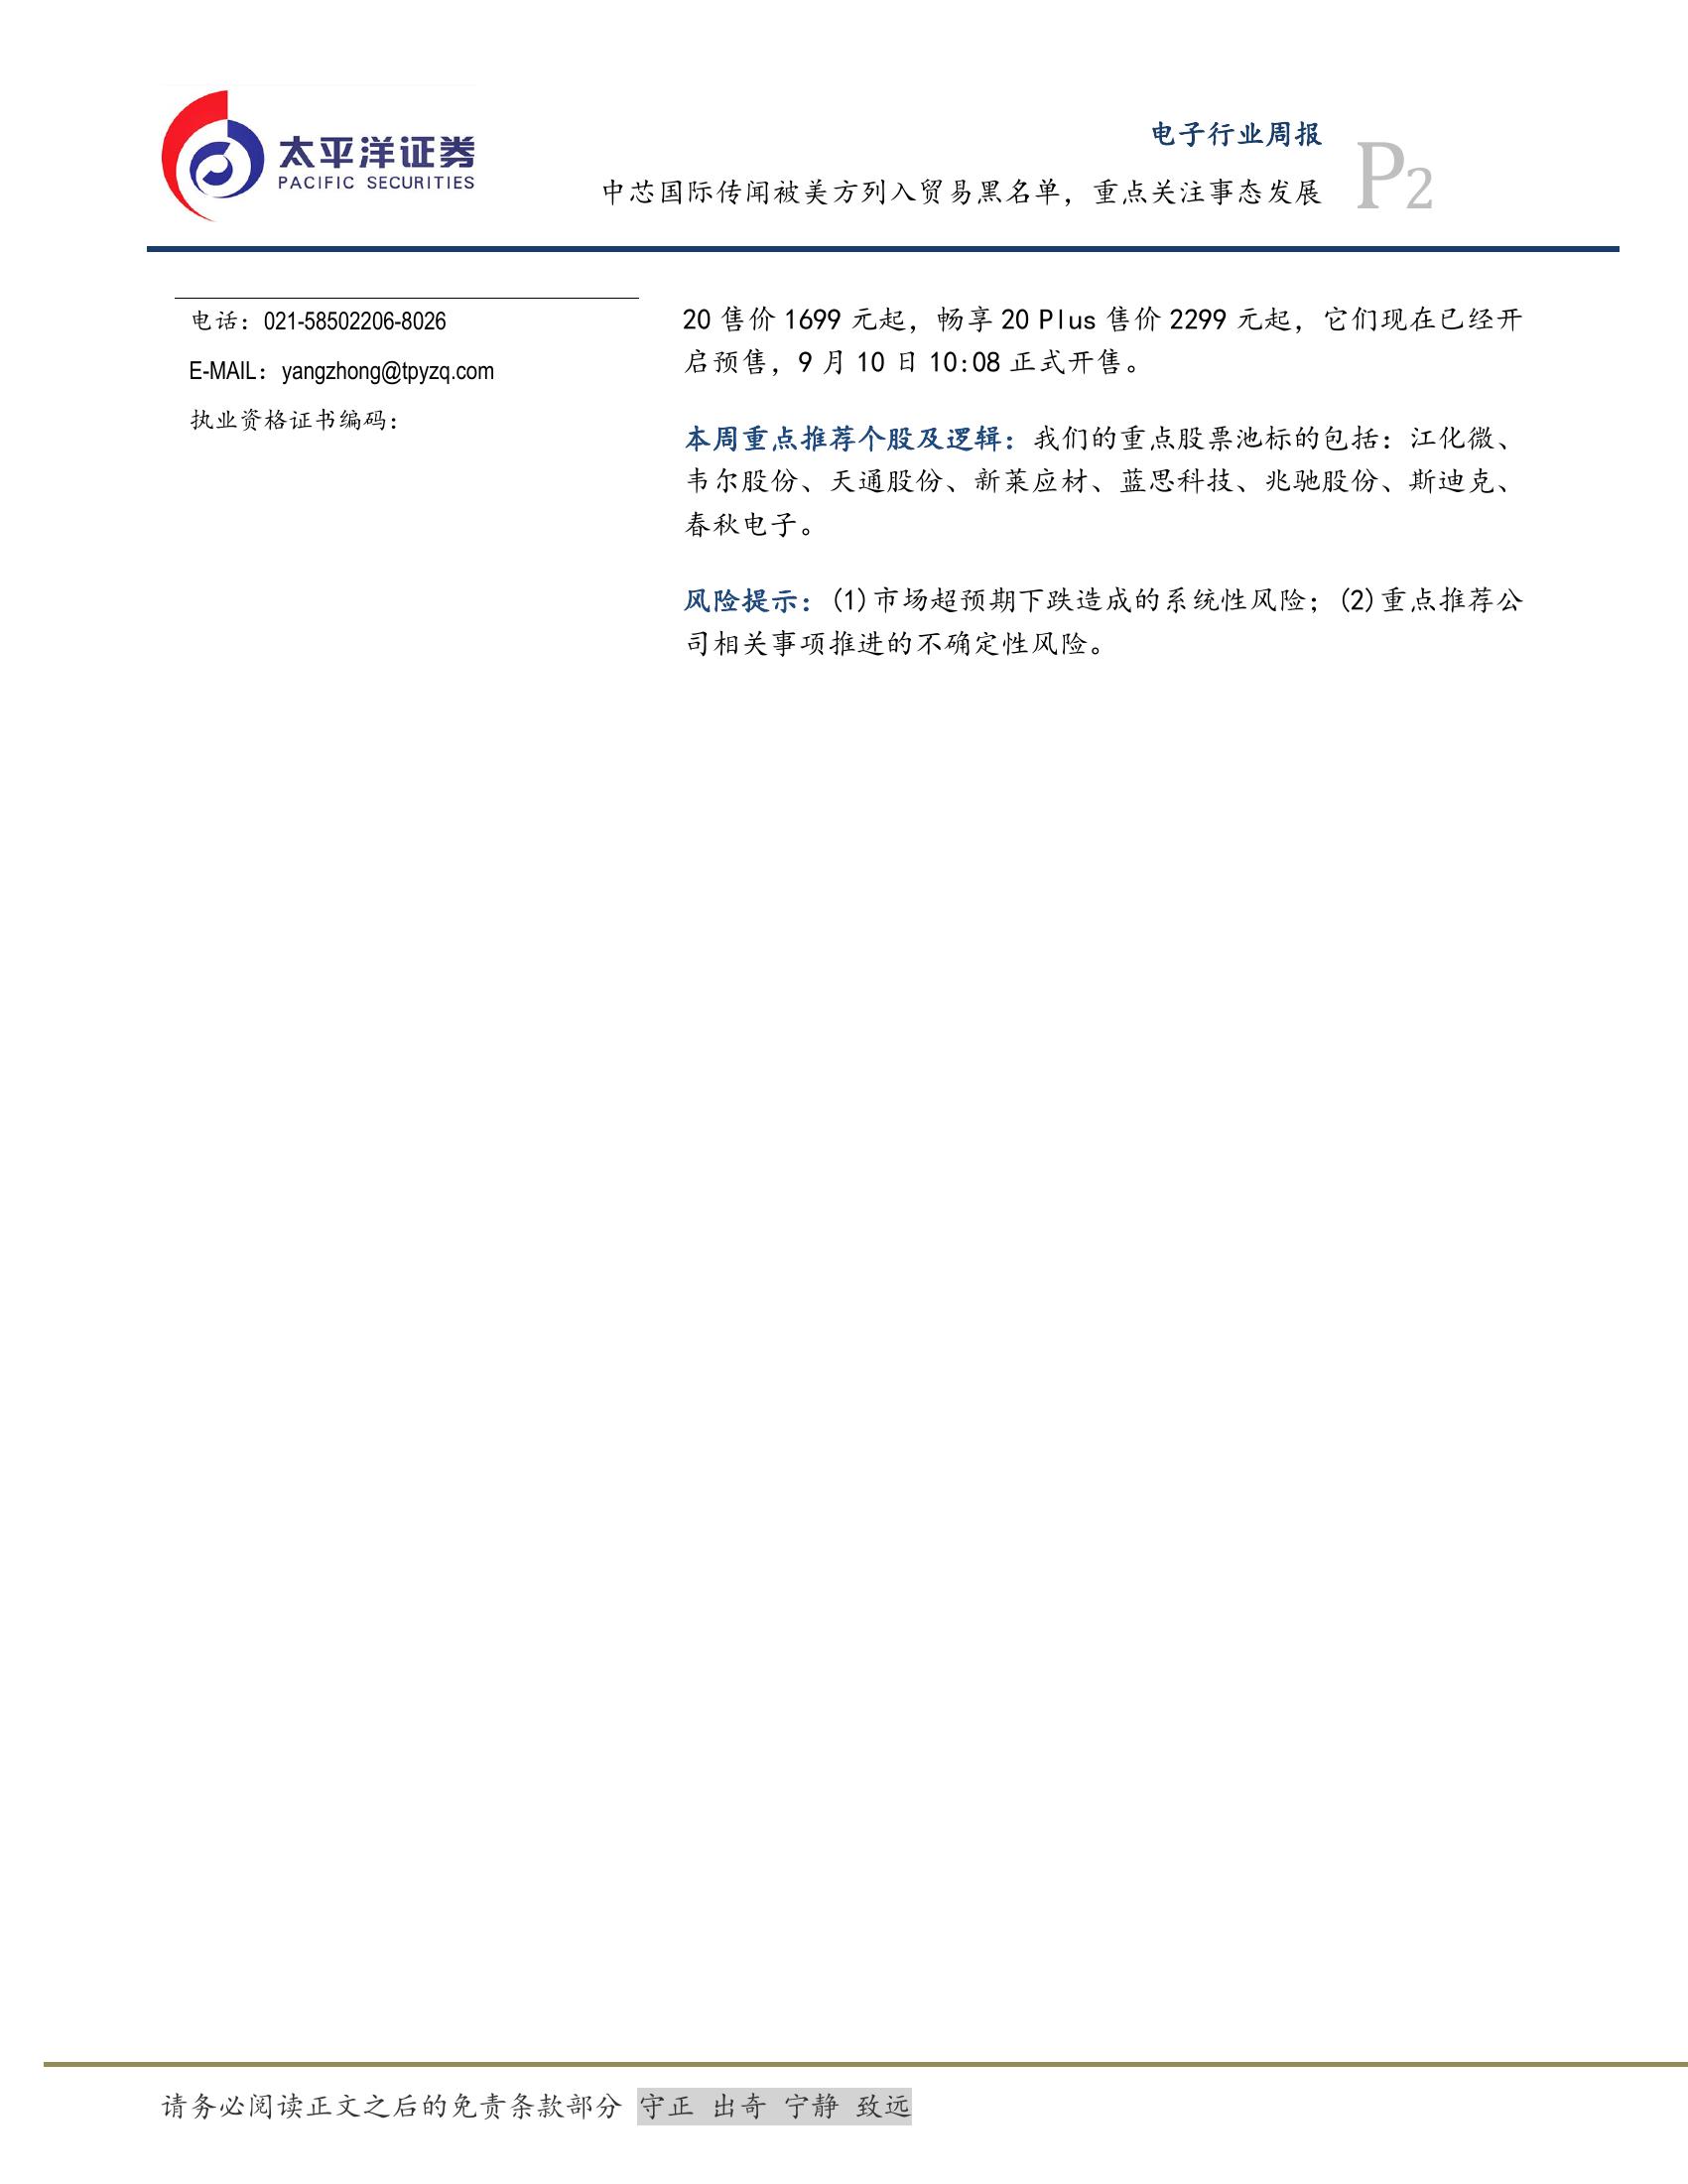 太平洋证券
PACIFIC SECURITIES
电子行业周报
中芯国际传闻被美方列入贸易黑名单，重点关注事态发展
P2
电话：021-58502206-8026
E-MAIL：yangzhong@tpyzq.com
执业资格证书编码：
20 售价 1699 元起，畅享 20 Plus 售价 2299 元起，它们现在已经开
启预售，9 月 10 日 10:08 正式开售。
本周重点推荐个股及逻辑：我们的重点股票池标的包括：江化微、
韦尔股份、天通股份、新莱应材、蓝思科技、兆驰股份、斯迪克、
春秋电子。
风险提示：(1)市场超预期下跌造成的系统性风险；(2)重点推荐公
司相关事项推进的不确定性风险。
请务必阅读正文之后的免责条款部分 守正 出奇 宁静 致远